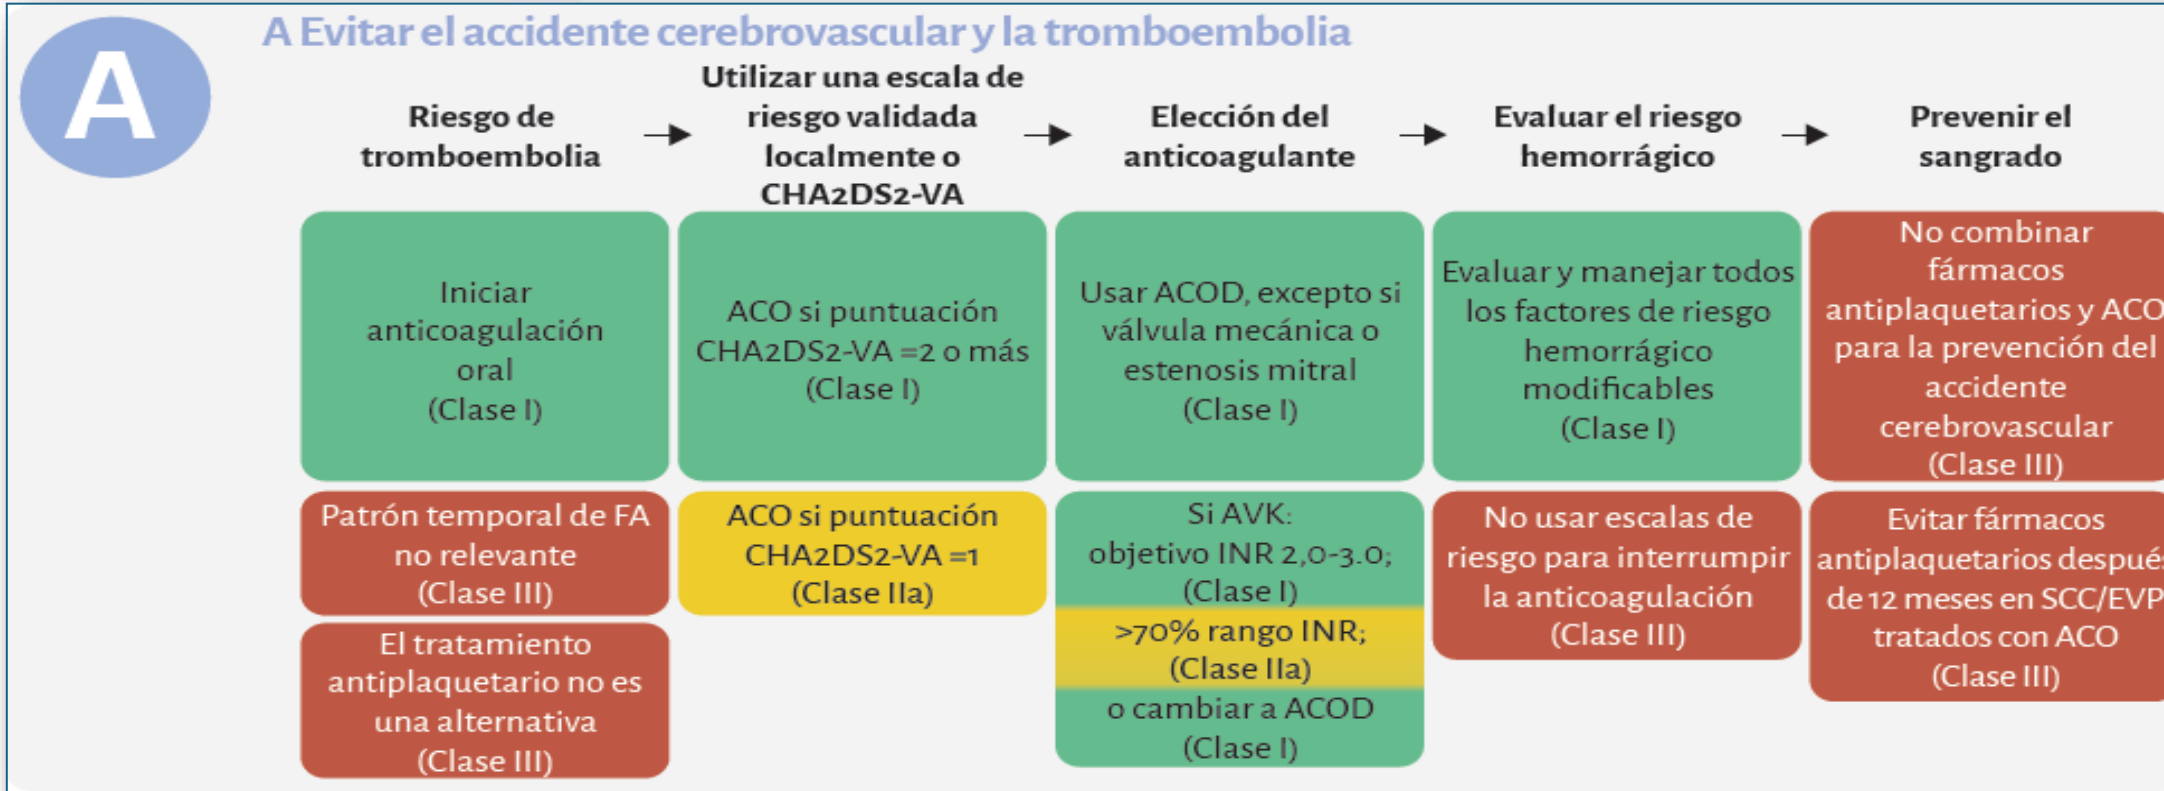 A
A Evitar el accidente cerebrovascular y la tromboembolia
Riesgo de
tromboembolia
Utilizar una escala de
riesgo validada
localmente o
CHA2DS2-VA
Elección del
anticoagulante
Evaluar el riesgo
hemorrágico
Prevenir el
sangrado
Iniciar
anticoagulación
oral
(Clase I)
ACO si puntuación
CHA2DS2-VA =2 o más
(Clase I)
Usar ACOD, excepto si
válvula mecánica o
estenosis mitral
(Clase I)
Evaluar y manejar todos
los factores de riesgo
hemorrágico
modificables
(Clase I)
No combinar
fármacos
antiplaquetarios y ACO
para la prevención del
accidente
cerebrovascular
(Clase III)
Patrón temporal de FA
no relevante
(Clase III)
ACO si puntuación
CHA2DS2-VA =1
(Clase IIa)
Si AVK:
objetivo INR 2,0-3.0;
(Clase I)
>70% rango INR;
(Clase IIa)
o cambiar a ACOD
(Clase I)
No usar escalas de
riesgo para interrumpir
la anticoagulación
(Clase III)
Evitar fármacos
antiplaquetarios después
de 12 meses en SCC/EVP
tratados con ACO
(Clase III)
El tratamiento
antiplaquetario no es
una alternativa
(Clase III)